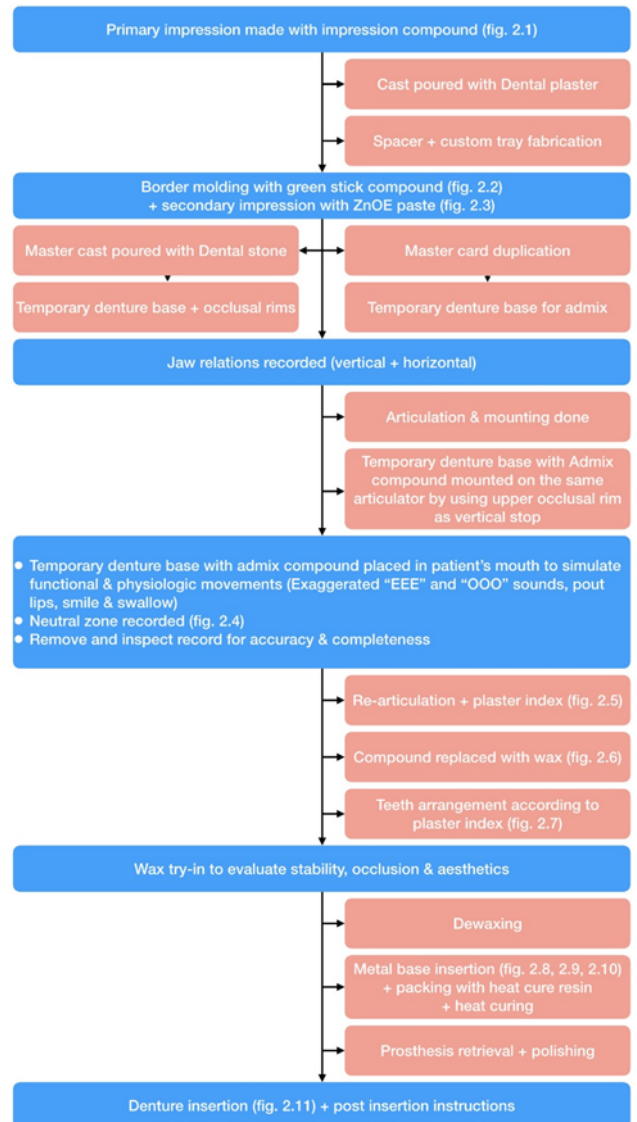 Primary impression made with impression compound (fig. 2.1)
Cast poured with Dental plaster
Spacer + custom tray fabrication
Border molding with green stick compound (fig. 2.2)
+ secondary impression with ZnOE paste (fig. 2.3)
Master cast poured with Dental stone
Master card duplication
Temporary denture base + occlusal rims
Temporary denture base for admix
Jaw relations recorded (vertical + horizontal)
Articulation & mounting done
Temporary denture base with Admix
compound mounted on the same
articulator by using upper occlusal rim
as vertical stop
• Temporary denture base with admix compound placed in patient's mouth to simulate
functional & physiologic movements (Exaggerated “EEE” and “OOO” sounds, pout
lips, smile & swallow)
• Neutral zone recorded (fig. 2.4)
• Remove and inspect record for accuracy & completeness
Re-articulation + plaster index (fig. 2.5)
Compound replaced with wax (fig. 2.6)
Teeth arrangement according to
plaster index (fig. 2.7)
Wax try-in to evaluate stability, occlusion & aesthetics
Dewaxing
Metal base insertion (fig. 2.8, 2.9, 2.10)
+ packing with heat cure resin
+ heat curing
Prosthesis retrieval + polishing
Denture insertion (fig. 2.11) + post insertion instructions